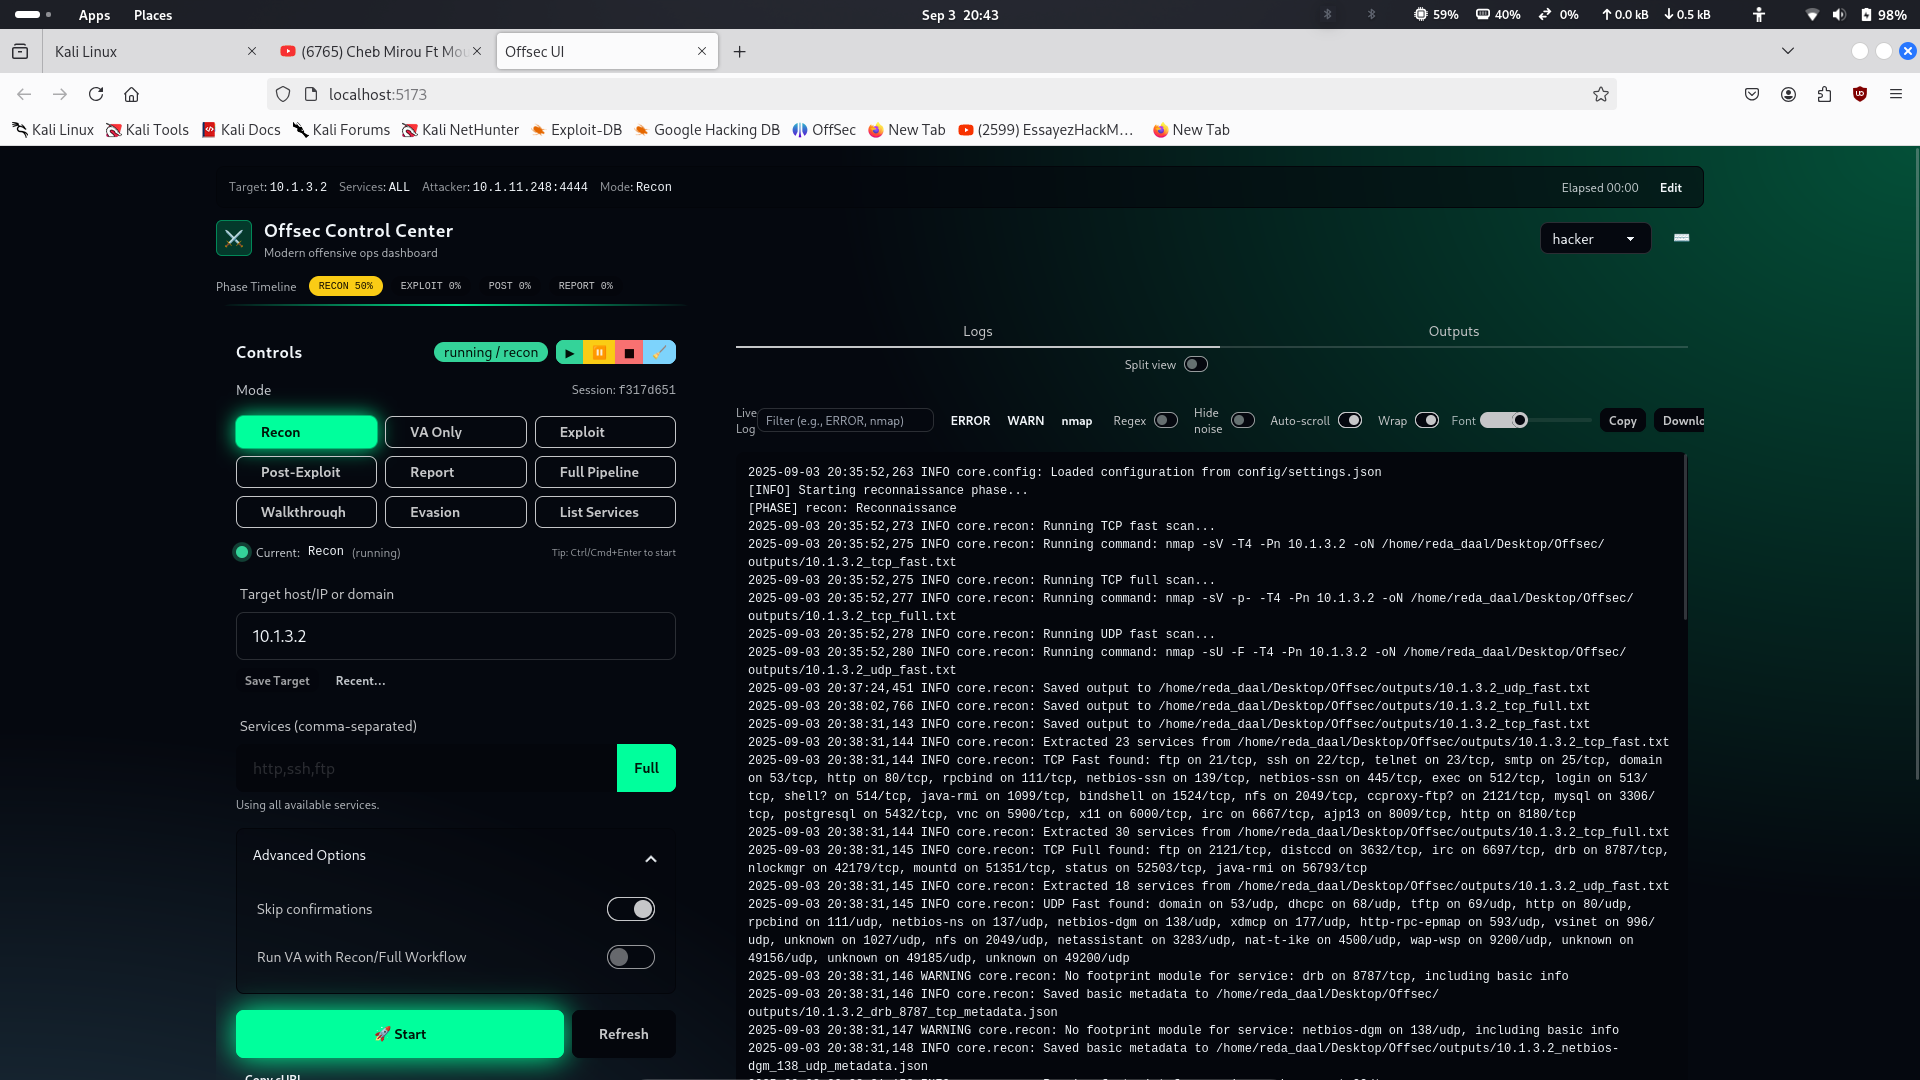 Apps Places Sep 3 20:43 59% 40% 0% 0.0 kB 0.5 kB 98%
Kali Linux (6765) Cheb Mirou Ft Mou Offsec UI
localhost:5173
Kali Linux Kali Tools Kali Docs Kali Forums Kali NetHunter Exploit-DB Google Hacking DB OffSec New Tab (2599) EssayezHackM… New Tab
Target: 10.1.3.2 Services: ALL Attacker: 10.1.11.248:4444 Mode: Recon Elapsed 00:00 Edit
Offsec Control Center
Modern offensive ops dashboard
hacker
Phase Timeline RECON 50% EXPLOIT 0% POST 0% REPORT 0%
Controls running / recon
Mode Session: f317d651
Recon VA Only Exploit
Post-Exploit Report Full Pipeline
Walkthrough Evasion List Services
Current: Recon (running) Tip: Ctrl/Cmd+Enter to start
Target host/IP or domain
10.1.3.2
Save Target Recent...
Services (comma-separated)
http,ssh,ftp Full
Using all available services.
Advanced Options
Skip confirmations
Run VA with Recon/Full Workflow
🚀 Start Refresh
Copy cURL
Logs Outputs
Split view
Live Log Filter (e.g., ERROR, nmap) ERROR WARN nmap Regex Hide noise Auto-scroll Wrap Font Copy Downlo
2025-09-03 20:35:52,263 INFO core.config: Loaded configuration from config/settings.json
[INFO] Starting reconnaissance phase...
[PHASE] recon: Reconnaissance
2025-09-03 20:35:52,273 INFO core.recon: Running TCP fast scan...
2025-09-03 20:35:52,275 INFO core.recon: Running command: nmap -sV -T4 -Pn 10.1.3.2 -oN /home/reda_daal/Desktop/Offsec/
outputs/10.1.3.2_tcp_fast.txt
2025-09-03 20:35:52,275 INFO core.recon: Running TCP full scan...
2025-09-03 20:35:52,277 INFO core.recon: Running command: nmap -sV -p- -T4 -Pn 10.1.3.2 -oN /home/reda_daal/Desktop/Offsec/
outputs/10.1.3.2_tcp_full.txt
2025-09-03 20:35:52,278 INFO core.recon: Running UDP fast scan...
2025-09-03 20:35:52,280 INFO core.recon: Running command: nmap -sU -F -T4 -Pn 10.1.3.2 -oN /home/reda_daal/Desktop/Offsec/
outputs/10.1.3.2_udp_fast.txt
2025-09-03 20:37:24,451 INFO core.recon: Saved output to /home/reda_daal/Desktop/Offsec/outputs/10.1.3.2_udp_fast.txt
2025-09-03 20:38:02,766 INFO core.recon: Saved output to /home/reda_daal/Desktop/Offsec/outputs/10.1.3.2_tcp_full.txt
2025-09-03 20:38:31,143 INFO core.recon: Saved output to /home/reda_daal/Desktop/Offsec/outputs/10.1.3.2_tcp_fast.txt
2025-09-03 20:38:31,144 INFO core.recon: Extracted 23 services from /home/reda_daal/Desktop/Offsec/outputs/10.1.3.2_tcp_fast.txt
2025-09-03 20:38:31,144 INFO core.recon: TCP Fast found: ftp on 21/tcp, ssh on 22/tcp, telnet on 23/tcp, smtp on 25/tcp, domain
on 53/tcp, http on 80/tcp, rpcbind on 111/tcp, netbios-ssn on 139/tcp, netbios-ssn on 445/tcp, exec on 512/tcp, login on 513/
tcp, shell? on 514/tcp, java-rmi on 1099/tcp, bindshell on 1524/tcp, nfs on 2049/tcp, ccproxy-ftp? on 2121/tcp, mysql on 3306/
tcp, postgresql on 5432/tcp, vnc on 5900/tcp, x11 on 6000/tcp, irc on 6667/tcp, ajp13 on 8009/tcp, http on 8180/tcp
2025-09-03 20:38:31,144 INFO core.recon: Extracted 30 services from /home/reda_daal/Desktop/Offsec/outputs/10.1.3.2_tcp_full.txt
2025-09-03 20:38:31,145 INFO core.recon: TCP Full found: ftp on 2121/tcp, distccd on 3632/tcp, irc on 6697/tcp, drb on 8787/tcp,
nlockmgr on 42179/tcp, mountd on 51351/tcp, status on 52503/tcp, java-rmi on 56793/tcp
2025-09-03 20:38:31,145 INFO core.recon: Extracted 18 services from /home/reda_daal/Desktop/Offsec/outputs/10.1.3.2_udp_fast.txt
2025-09-03 20:38:31,145 INFO core.recon: UDP Fast found: domain on 53/udp, dhcpc on 68/udp, tftp on 69/udp, http on 80/udp,
rpcbind on 111/udp, netbios-ns on 137/udp, netbios-dgm on 138/udp, xdmcp on 177/udp, http-rpc-epmap on 593/udp, vsinet on 996/
udp, unknown on 1027/udp, nfs on 2049/udp, netassistant on 3283/udp, nat-t-ike on 4500/udp, wap-wsp on 9200/udp, unknown on
49156/udp, unknown on 49185/udp, unknown on 49200/udp
2025-09-03 20:38:31,146 WARNING core.recon: No footprint module for service: drb on 8787/tcp, including basic info
2025-09-03 20:38:31,146 INFO core.recon: Saved basic metadata to /home/reda_daal/Desktop/Offsec/
outputs/10.1.3.2_drb_8787_tcp_metadata.json
2025-09-03 20:38:31,147 WARNING core.recon: No footprint module for service: netbios-dgm on 138/udp, including basic info
2025-09-03 20:38:31,148 INFO core.recon: Saved basic metadata to /home/reda_daal/Desktop/Offsec/outputs/10.1.3.2_netbios-
dgm_138_udp_metadata.json